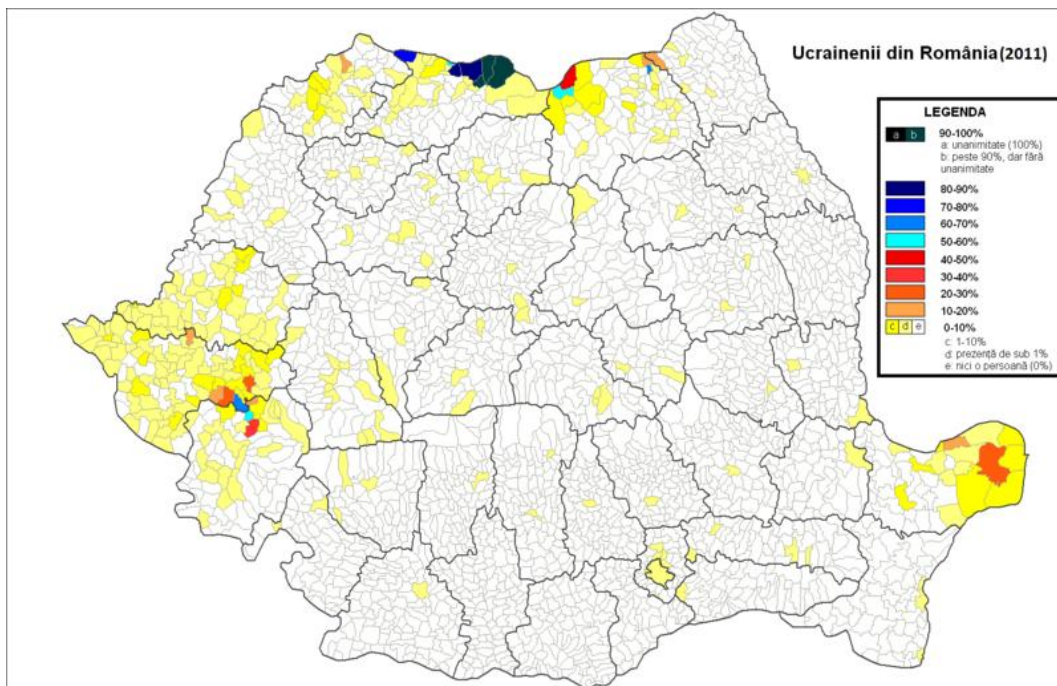 Ucrainenii din România(2011)
LEGENDA
a b 90-100%
a: unanimitate (100%)
b: peste 90%, dar fără
unanimitate
80-90%
70-80%
60-70%
50-60%
40-50%
30-40%
20-30%
10-20%
c d e 0-10%
c: 1-10%
d: prezență de sub 1%
e: nici o persoană (0%)